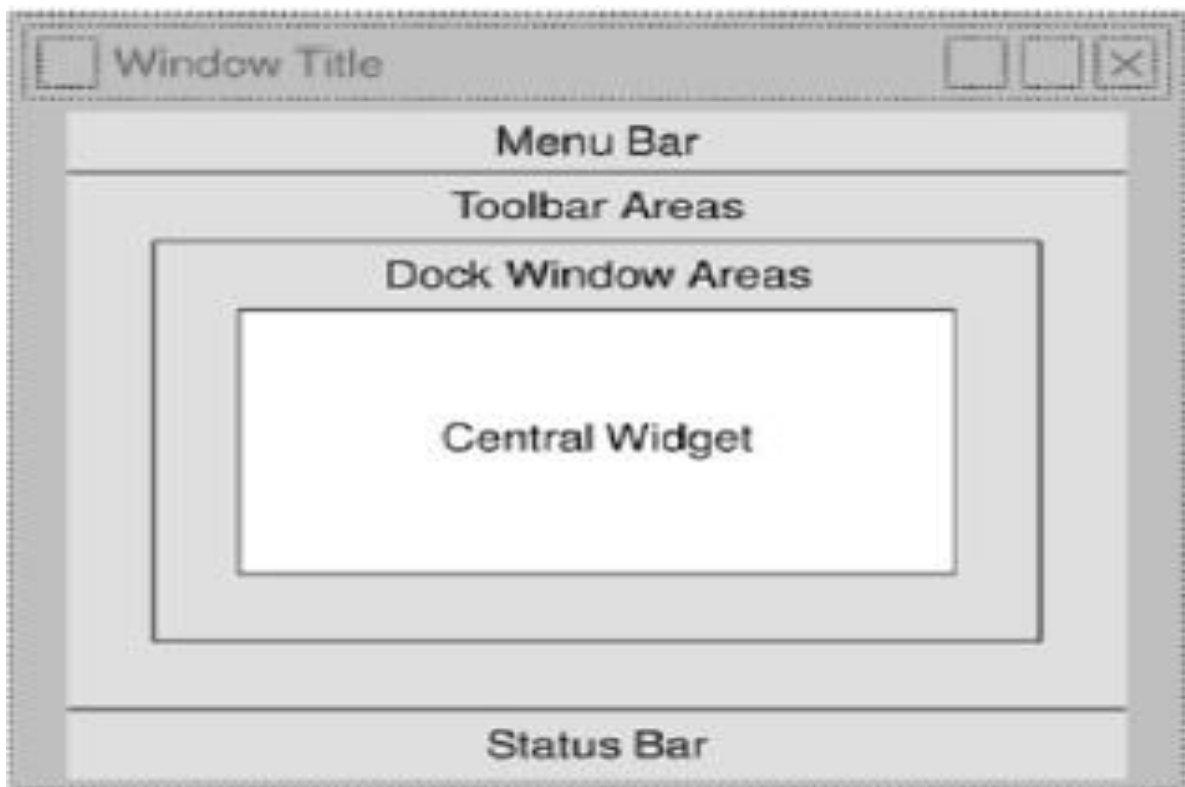 Window Title
Menu Bar
Toolbar Areas
Dock Window Areas
Central Widget
Status Bar